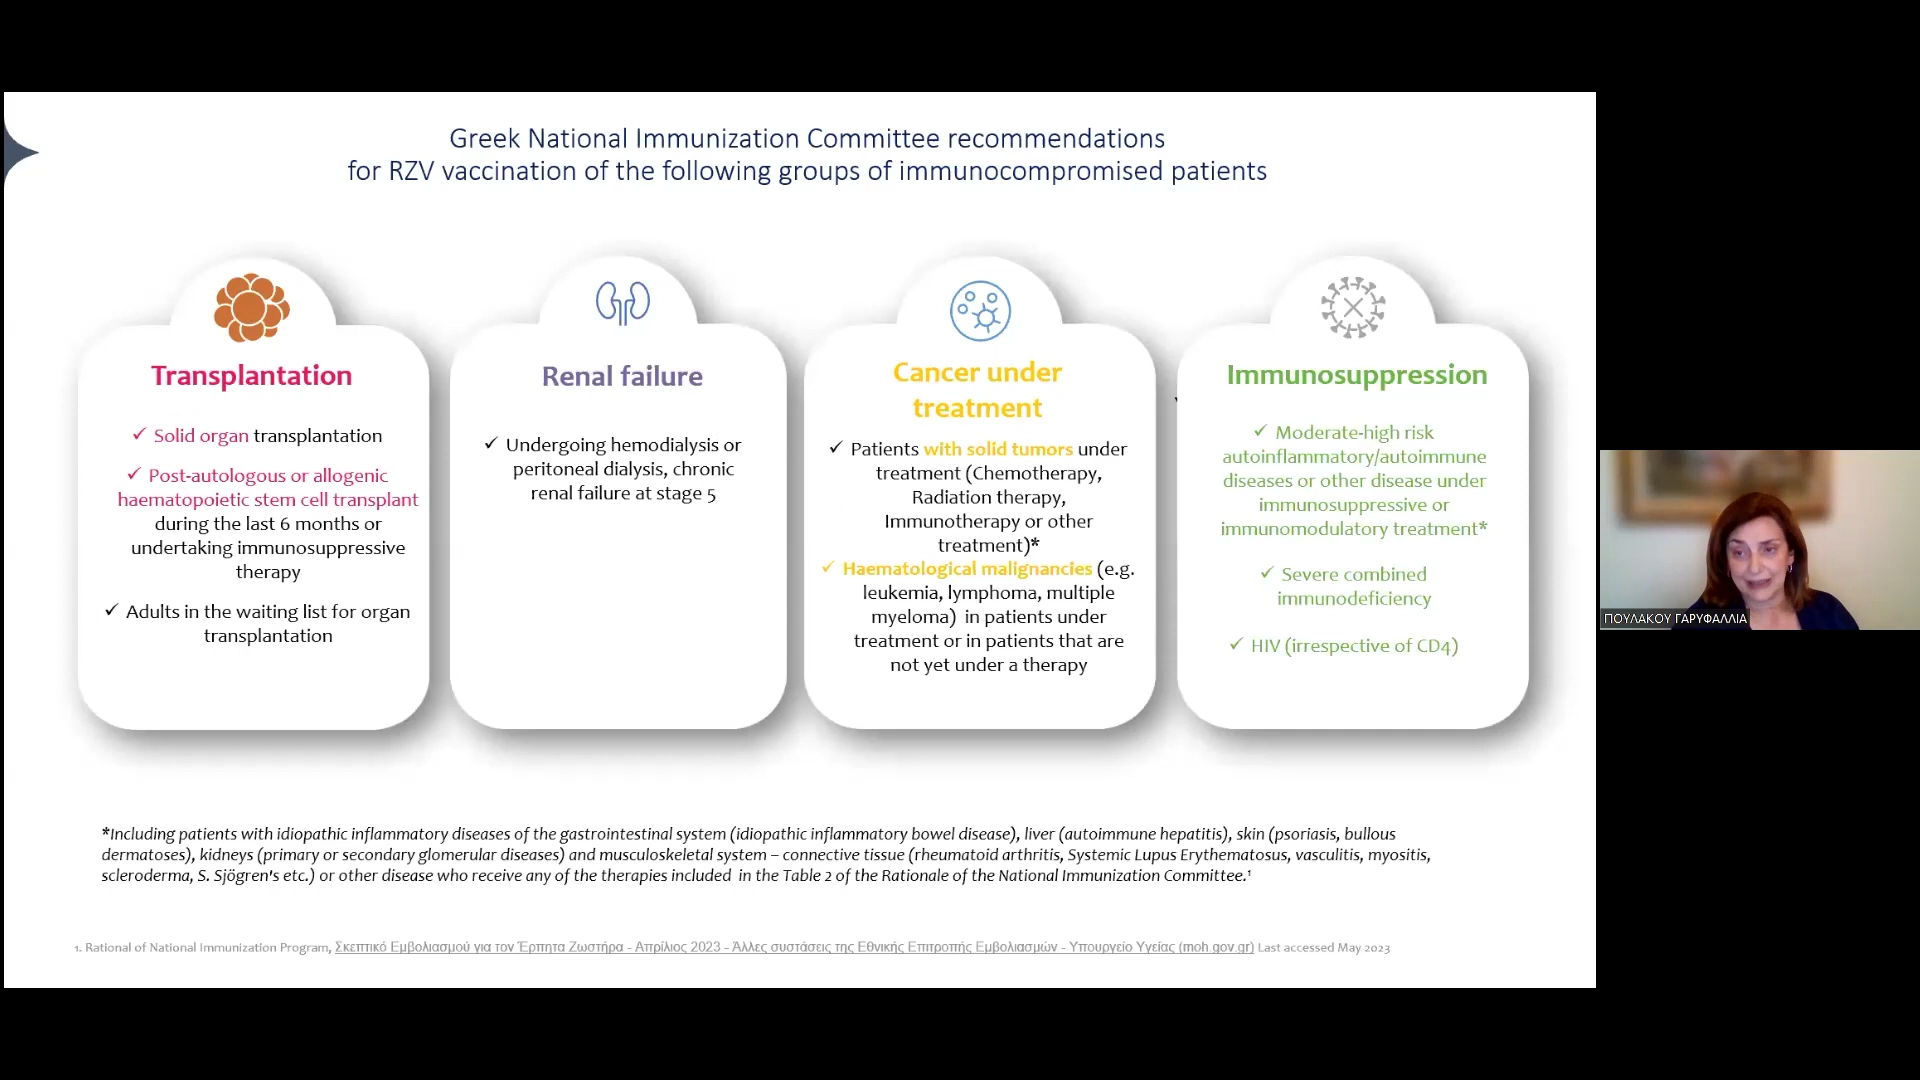 Greek National Immunization Committee recommendations
for RZV vaccination of the following groups of immunocompromised patients
Transplantation
✓ Solid organ transplantation
✓ Post-autologous or allogenic
haematopoietic stem cell transplant
during the last 6 months or
undertaking immunosuppressive
therapy
✓ Adults in the waiting list for organ
transplantation
Renal failure
✓ Undergoing hemodialysis or
peritoneal dialysis, chronic
renal failure at stage 5
Cancer under
treatment
✓ Patients with solid tumors under
treatment (Chemotherapy,
Radiation therapy,
Immunotherapy or other
treatment)*
✓ Haematological malignancies (e.g.
leukemia, lymphoma, multiple
myeloma) in patients under
treatment or in patients that are
not yet under a therapy
Immunosuppression
✓ Moderate-high risk
autoinflammatory/autoimmune
diseases or other disease under
immunosuppressive or
immunomodulatory treatment*
✓ Severe combined
immunodeficiency
✓ HIV (irrespective of CD4)
*Including patients with idiopathic inflammatory diseases of the gastrointestinal system (idiopathic inflammatory bowel disease), liver (autoimmune hepatitis), skin (psoriasis, bullous
dermatoses), kidneys (primary or secondary glomerular diseases) and musculoskeletal system – connective tissue (rheumatoid arthritis, Systemic Lupus Erythematosus, vasculitis, myositis,
scleroderma, S. Sjögren's etc.) or other disease who receive any of the therapies included in the Table 2 of the Rationale of the National Immunization Committee.¹
1. Rational of National Immunization Program, Σκεπτικό Εμβολιασμού για τον Έρπητα Ζωστήρα - Απρίλιος 2023 - Άλλες συστάσεις της Εθνικής Επιτροπής Εμβολιασμών - Υπουργείο Υγείας (moh.gov.gr) Last accessed May 2023
ΠΟΥΛΑΚΟΥ ΓΑΡΥΦΑΛΛΙΑ